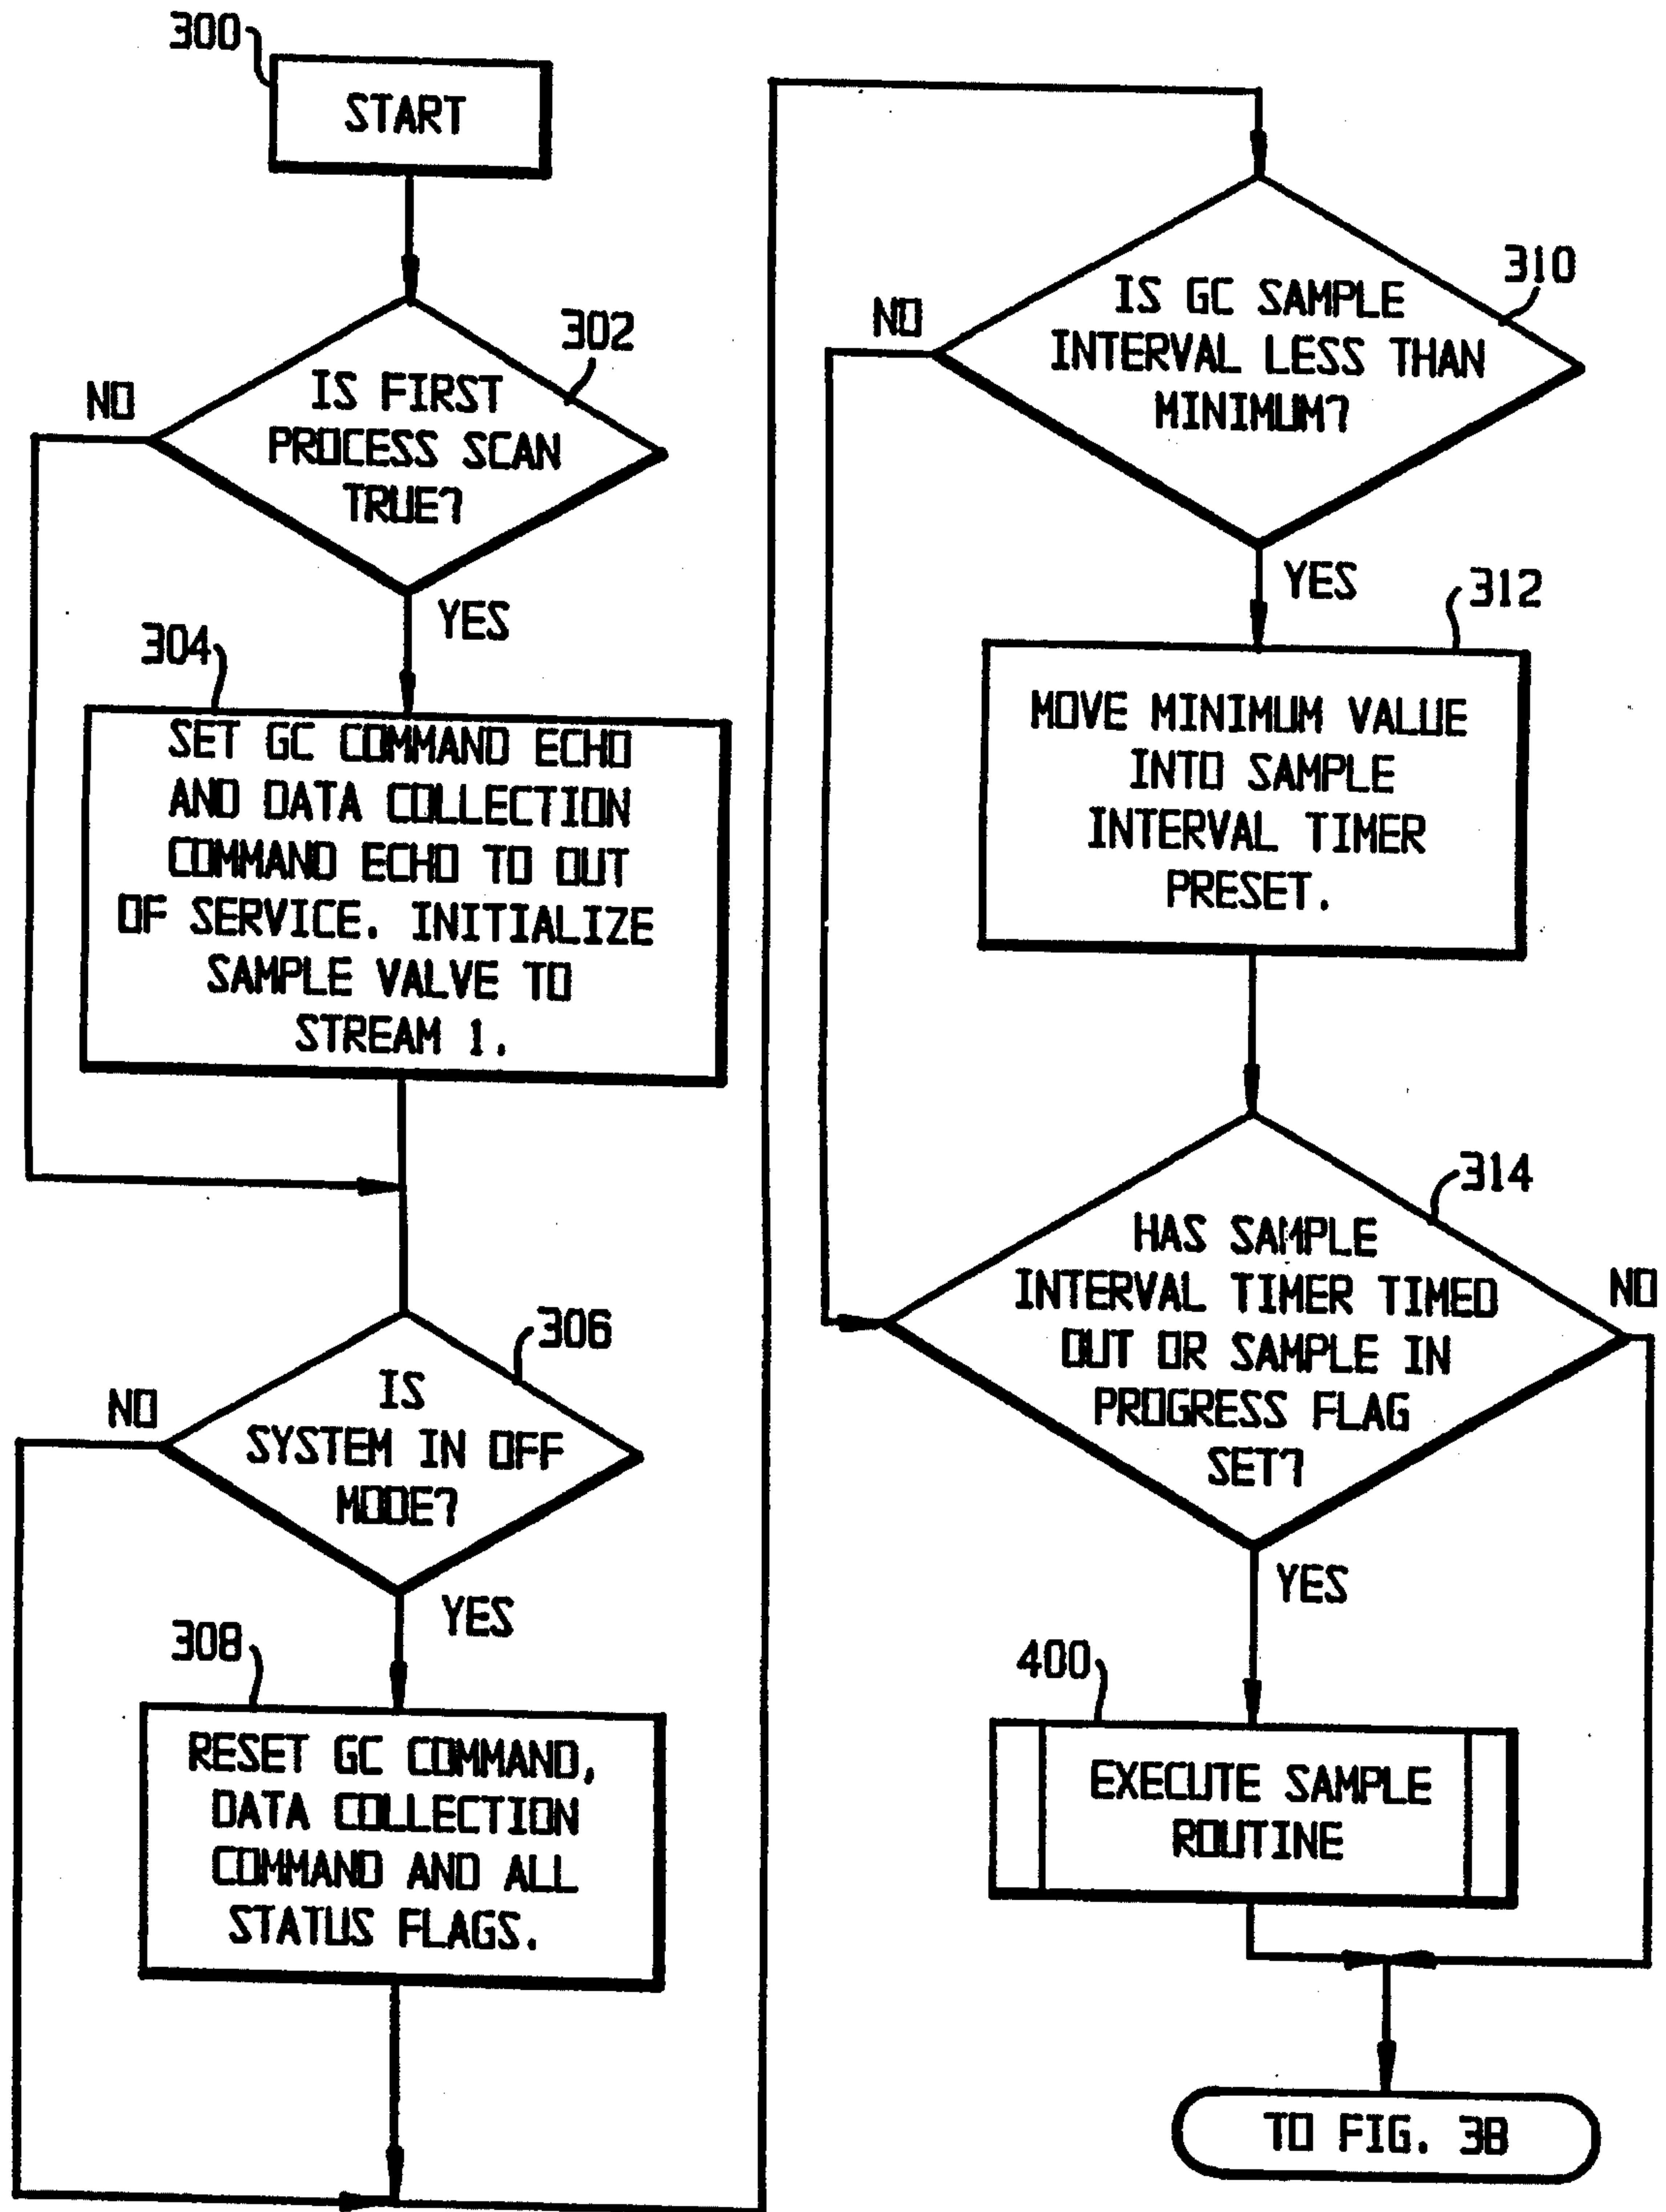 300
START
302
IS FIRST
PROCESS SCAN
TRUE?
NO
YES
304
SET GC COMMAND ECHO
AND DATA COLLECTION
COMMAND ECHO TO OUT
OF SERVICE. INITIALIZE
SAMPLE VALVE TO
STREAM 1.
306
IS
SYSTEM IN OFF
MODE?
NO
YES
308
RESET GC COMMAND,
DATA COLLECTION
COMMAND AND ALL
STATUS FLAGS.
310
IS GC SAMPLE
INTERVAL LESS THAN
MINIMUM?
NO
YES
312
MOVE MINIMUM VALUE
INTO SAMPLE
INTERVAL TIMER
PRESET.
314
HAS SAMPLE
INTERVAL TIMER TIMED
OUT OR SAMPLE IN
PROGRESS FLAG
SET?
NO
YES
400
EXECUTE SAMPLE
ROUTINE
TO FIG. 3B